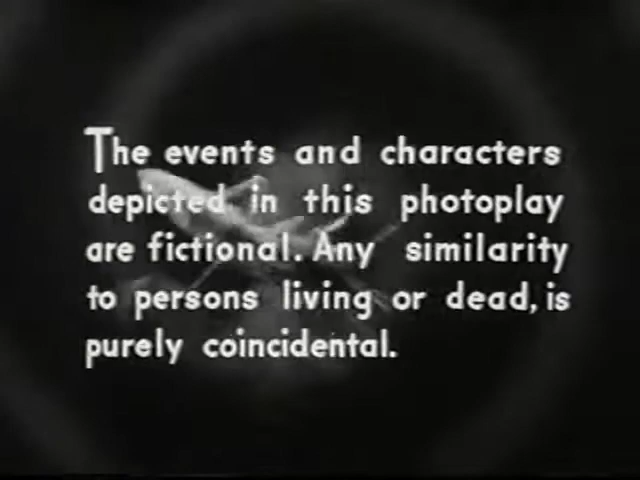 The events and characters
depicted in this photoplay
are fictional. Any similarity
to persons living or dead, is
purely coincidental.